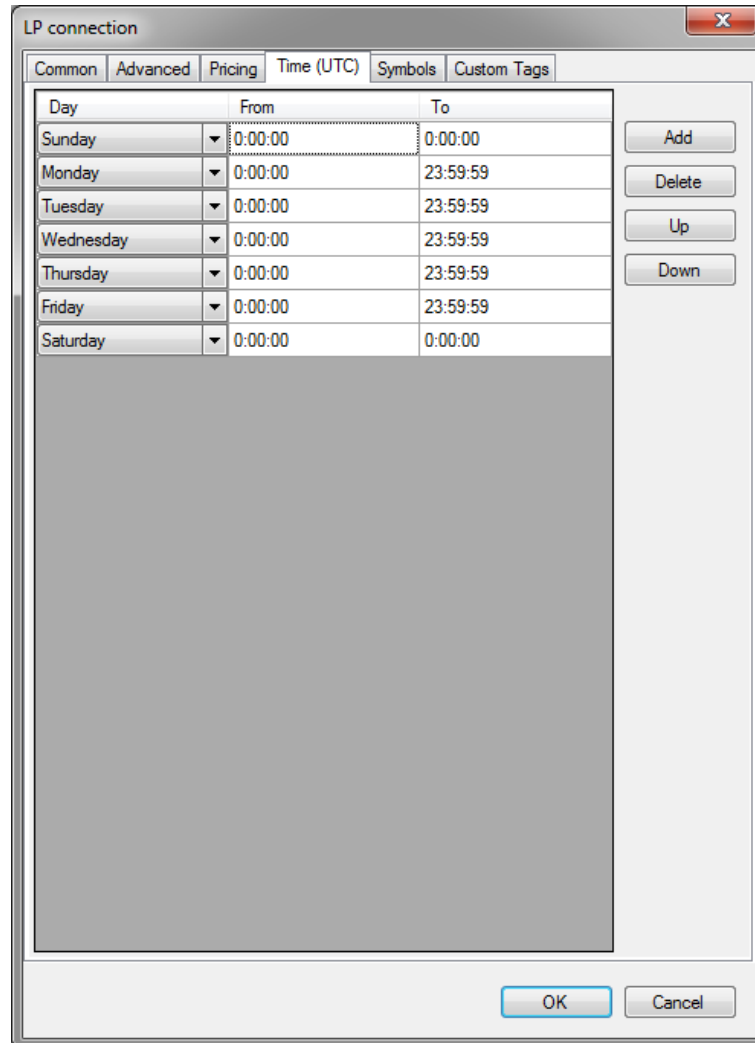 LP connection
Common Advanced Pricing Time (UTC) Symbols Custom Tags
Day From To
Sunday 0:00:00 0:00:00 Add
Monday 0:00:00 23:59:59
Delete
Tuesday 0:00:00 23:59:59
Up
Wednesday 0:00:00 23:59:59
Thursday 0:00:00 23:59:59 Down
Friday 0:00:00 23:59:59
Saturday 0:00:00 0:00:00
OK Cancel